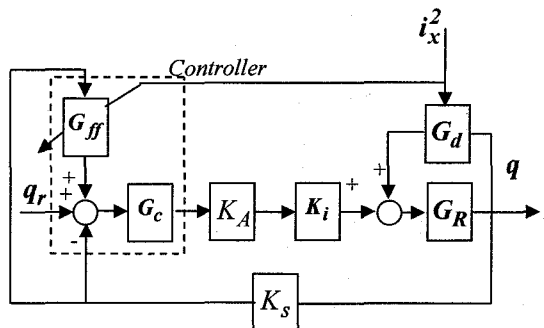 i_x^2
Controller
G_ff
G_d
+
+
+
+
q_r
G_c
K_A
K_i
G_R
q
-
K_s